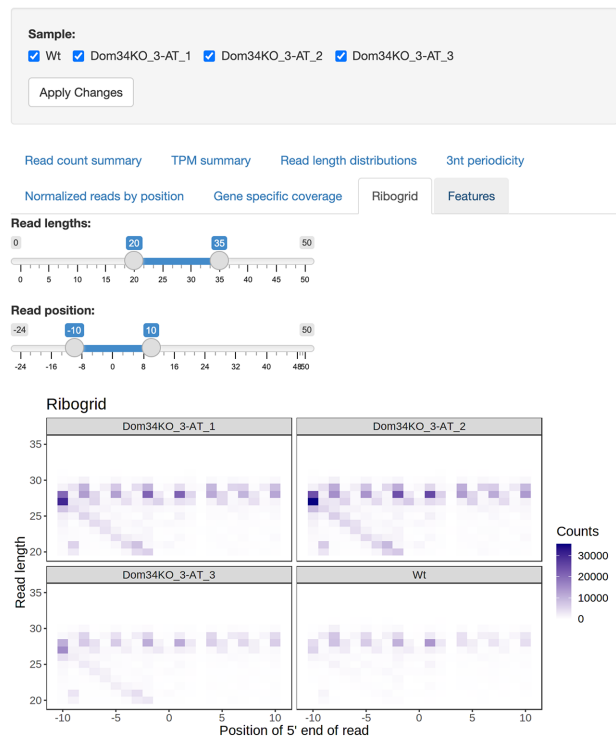 Sample:
Wt Dom34KO_3-AT_1 Dom34KO_3-AT_2 Dom34KO_3-AT_3
Apply Changes
Read count summary TPM summary Read length distributions 3nt periodicity
Normalized reads by position Gene specific coverage Ribogrid Features
Read lengths:
0 20 35 50
0 5 10 15 20 25 30 35 40 45 50
Read position:
-24 -10 10 50
-24 -16 -8 0 8 16 24 32 40 4850
Ribogrid
Dom34KO_3-AT_1 Dom34KO_3-AT_2
35
30
25
20
Dom34KO_3-AT_3 Wt
35
30
25
20
-10 -5 0 5 10 -10 -5 0 5 10
Read length
Position of 5' end of read
Counts
30000
20000
10000
0